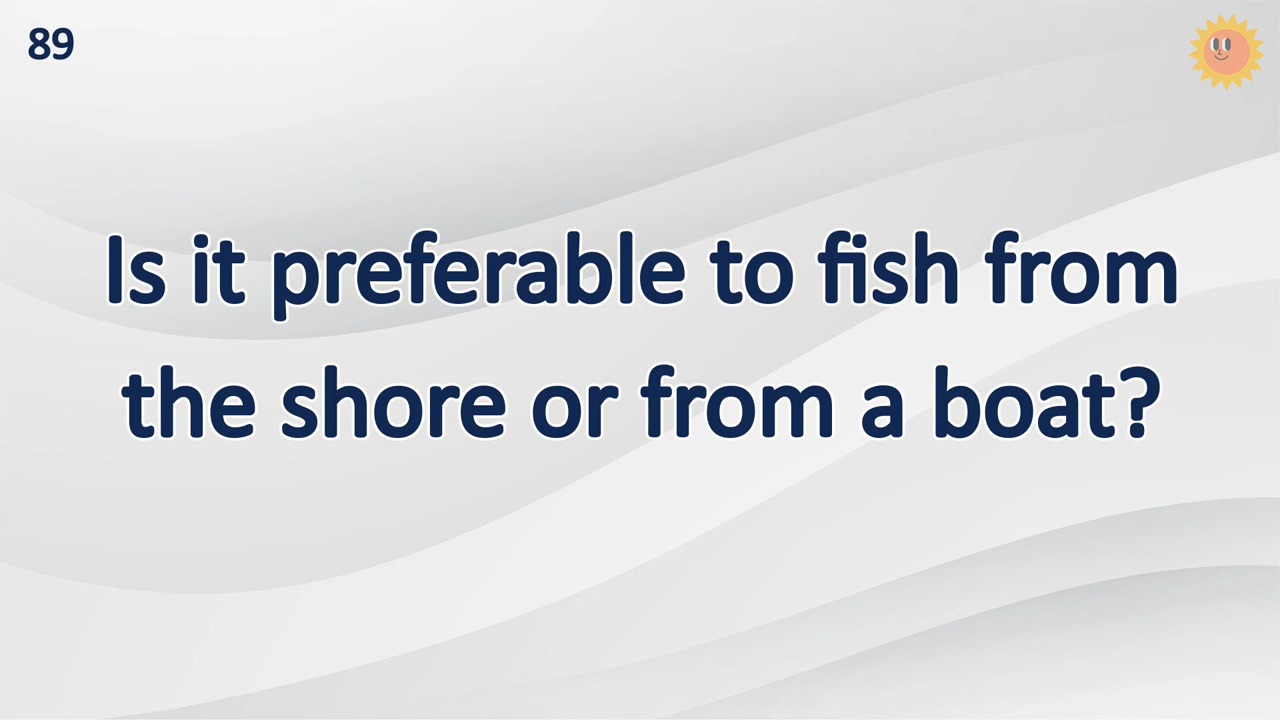 89
Is it preferable to fish from
the shore or from a boat?